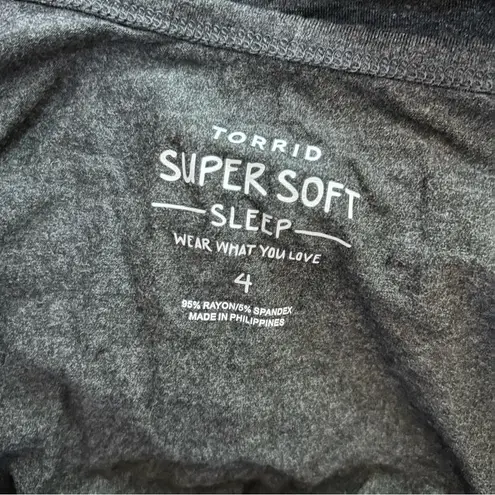 TORRID
SUPER SOFT
SLEEP
WEAR WHAT YOU LOVE
4
95% RAYON/5% SPANDEX
MADE IN PHILIPPINES